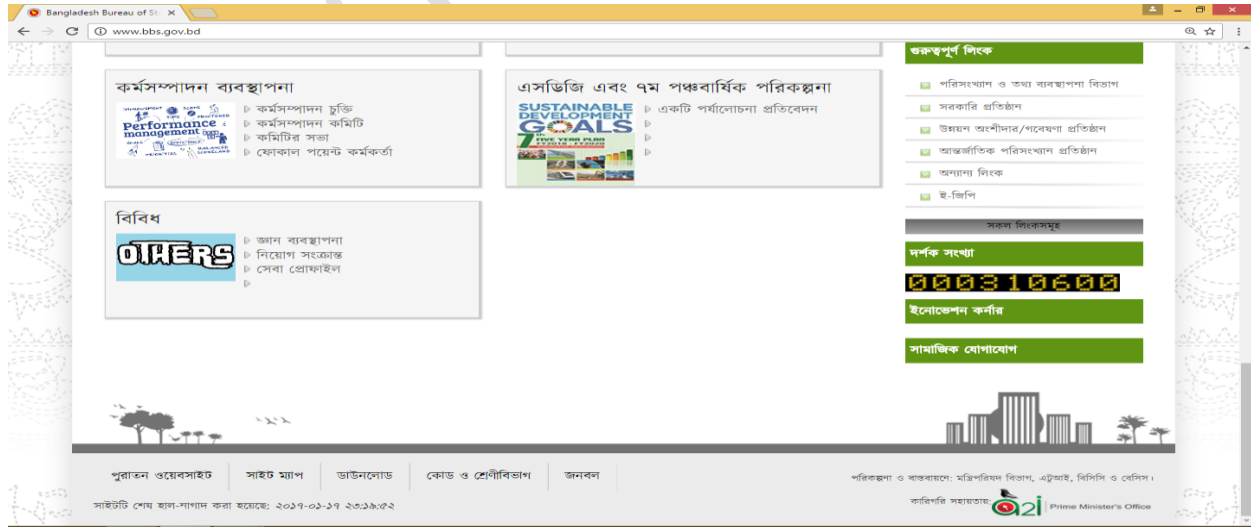 Bangladesh Bureau of St
www.bbs.gov.bd
গুরুত্বপূর্ণ লিংক
কর্মসম্পাদন ব্যবস্থাপনা
Performance management
কর্মসম্পাদন চুক্তি
কর্মসম্পাদন কমিটি
কমিটির সভা
ফোকাল পয়েন্ট কর্মকর্তা
এসডিজি এবং ৭ম পঞ্চবার্ষিক পরিকল্পনা
SUSTAINABLE
DEVELOPMENT
GOALS
7th
FIVE YEAR PLAN
FY2016 - FY2020
একটি পর্যালোচনা প্রতিবেদন
পরিসংখ্যান ও তথ্য ব্যবস্থাপনা বিভাগ
সরকারি প্রতিষ্ঠান
উন্নয়ন অংশীদার/গবেষণা প্রতিষ্ঠান
আন্তর্জাতিক পরিসংখ্যান প্রতিষ্ঠান
অন্যান্য লিংক
ই-জিপি
সকল লিংকসমুহ
বিবিধ
OTHERS
জ্ঞান ব্যবস্থাপনা
নিয়োগ সংক্রান্ত
সেবা প্রোফাইল
দর্শক সংখ্যা
000310600
ইনোভেশন কর্নার
সামাজিক যোগাযোগ
পুরাতন ওয়েবসাইট
সাইট ম্যাপ
ডাউনলোড
কোড ও শ্রেণীবিভাগ
জনবল
পরিকল্পনা ও বাস্তবায়নে: মন্ত্রিপরিষদ বিভাগ, এটুআই, বিসিসি ও বেসিস।
সাইটটি শেষ হাল-নাগাদ করা হয়েছে: ২০১৭-০১-১৭ ২৩:১৯:৫২
কারিগরি সহায়তায়:
a2i Prime Minister's Office